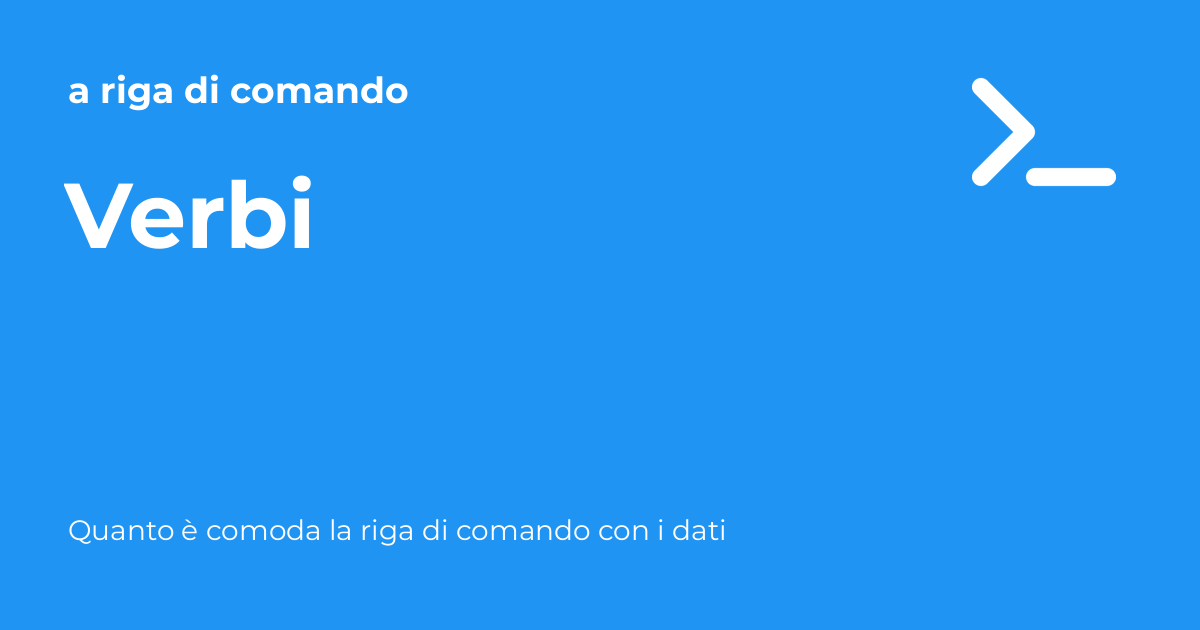 a riga di comando
Verbi
Quanto è comoda la riga di comando con i dati